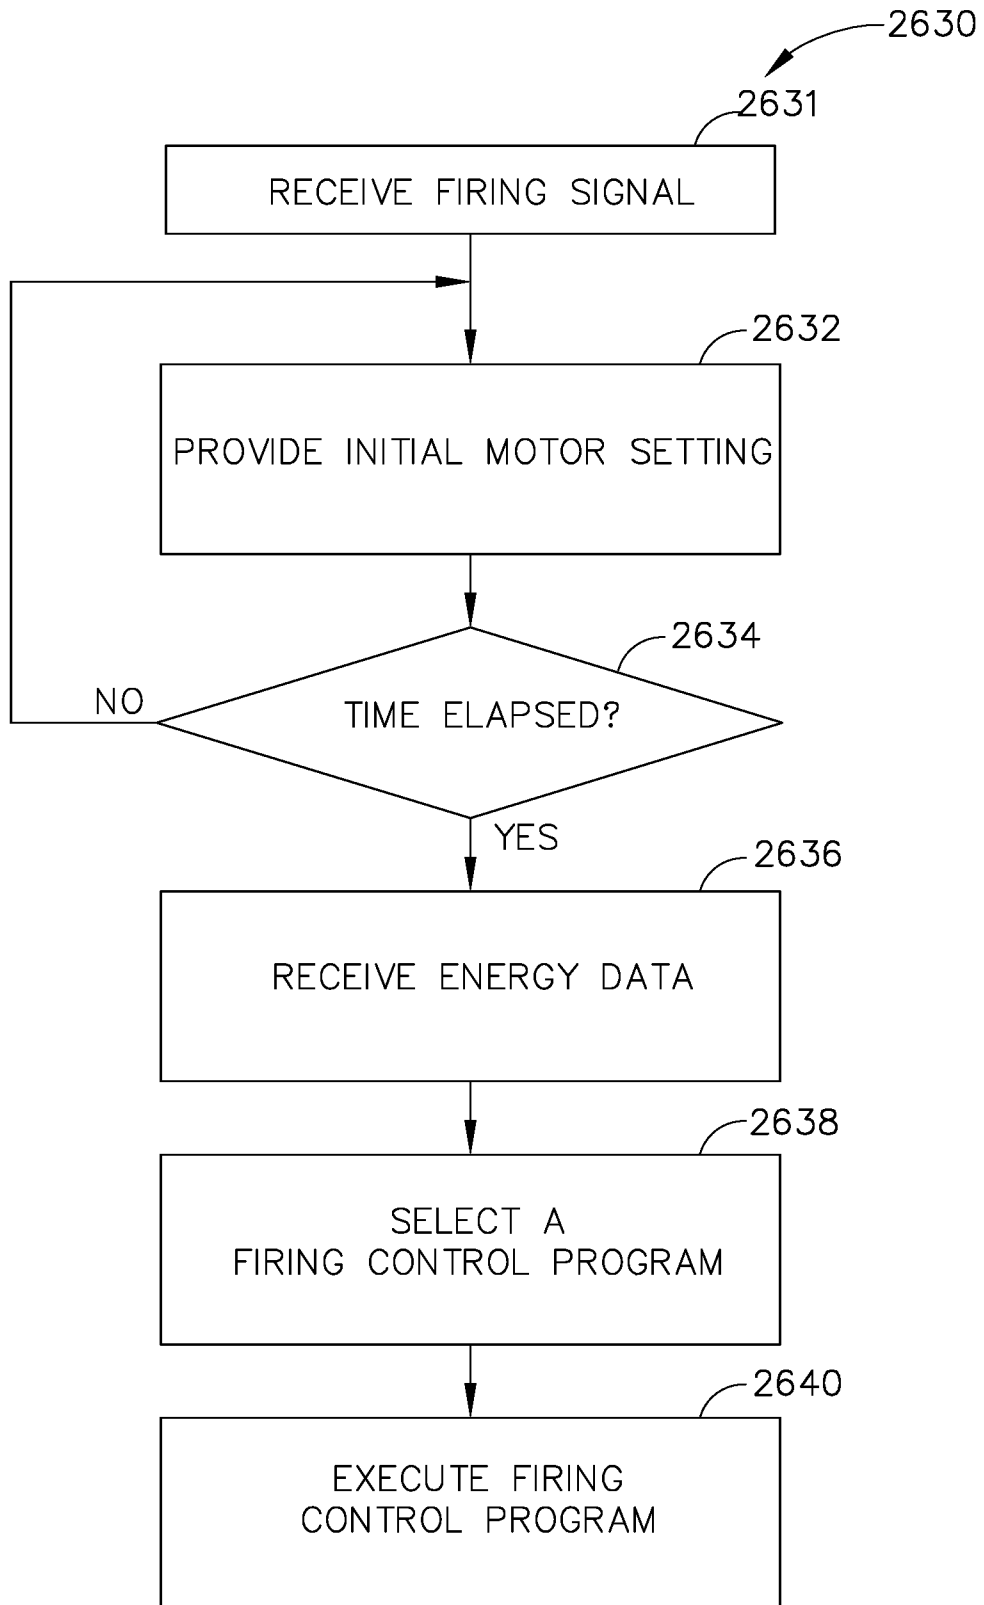 2630
2631
RECEIVE FIRING SIGNAL
2632
PROVIDE INITIAL MOTOR SETTING
2634
TIME ELAPSED?
NO
YES
2636
RECEIVE ENERGY DATA
2638
SELECT A
FIRING CONTROL PROGRAM
2640
EXECUTE FIRING
CONTROL PROGRAM